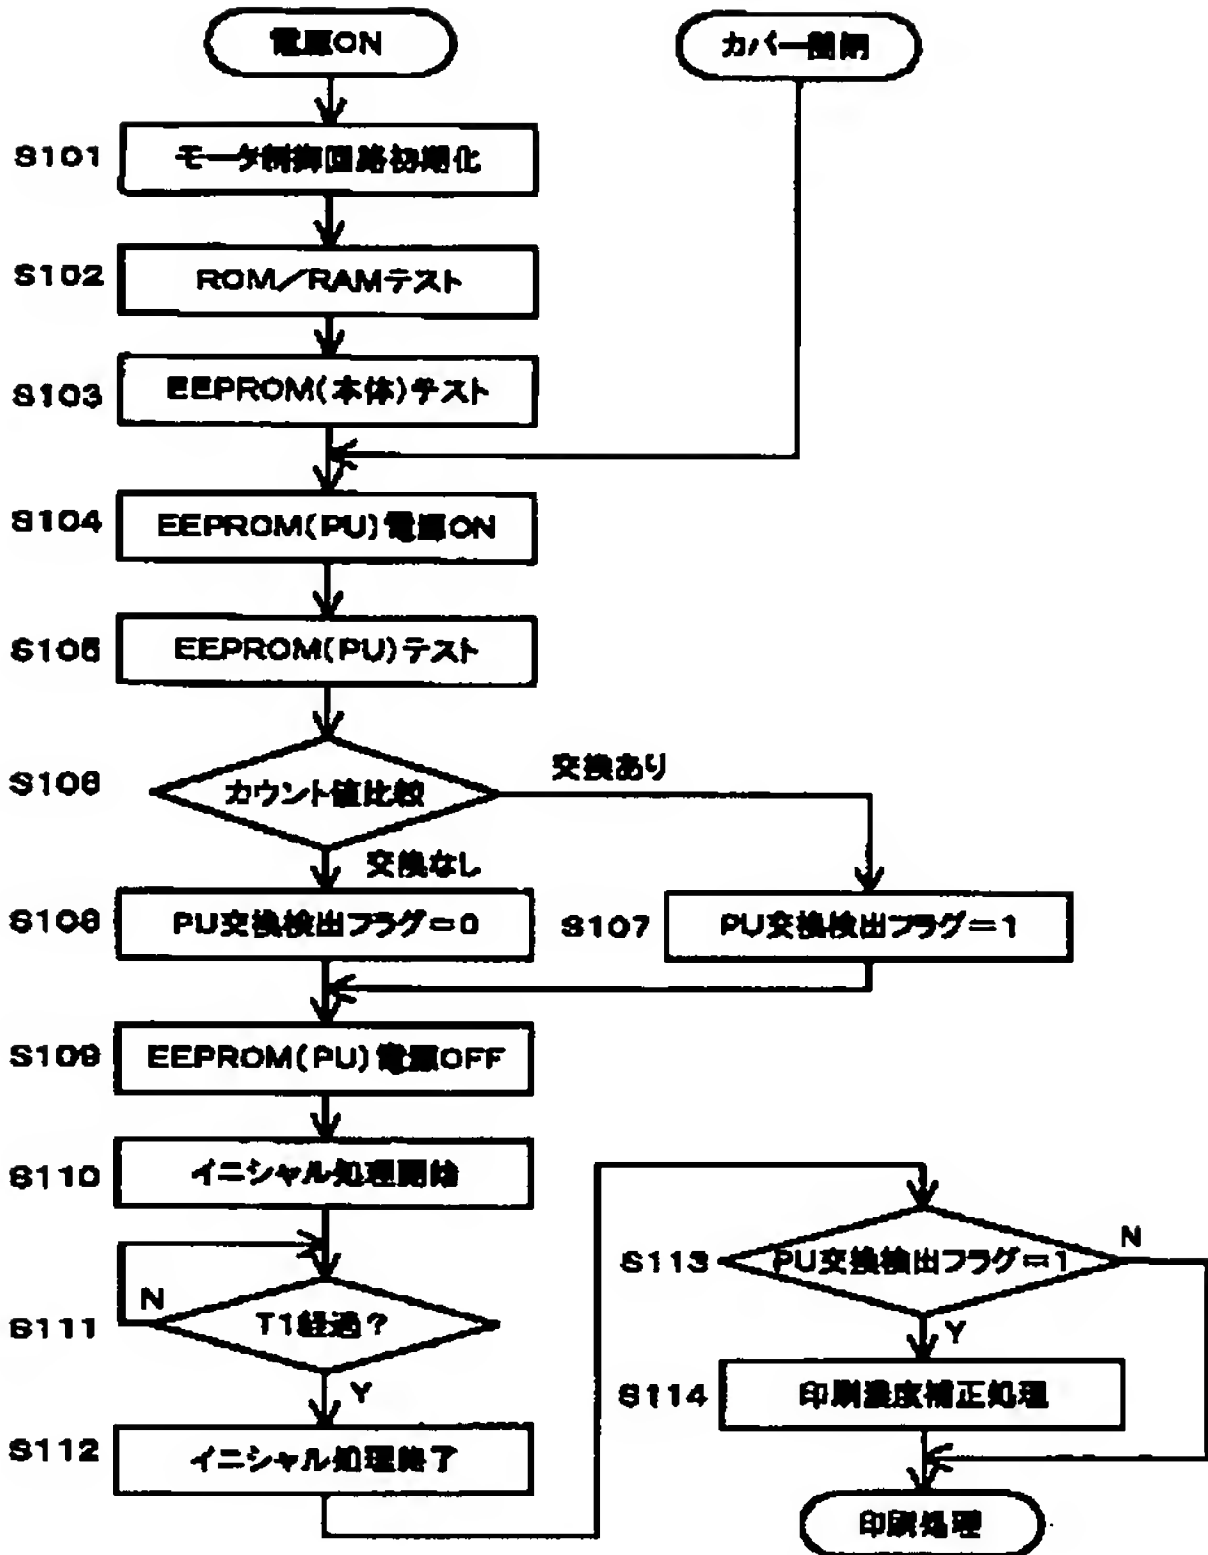 電源ON
カバー開閉
S101 モータ制御回路初期化
S102 ROM/RAMテスト
S103 EEPROM(本体)テスト
S104 EEPROM(PU)電源ON
S105 EEPROM(PU)テスト
S106 カウント値比較
交換あり
交換なし
S108 PU交換検出フラグ=0
S107 PU交換検出フラグ=1
S109 EEPROM(PU)電源OFF
S110 イニシャル処理開始
S111 T1経過?
N
Y
S112 イニシャル処理終了
S113 PU交換検出フラグ=1
N
Y
S114 印刷濃度補正処理
印刷処理